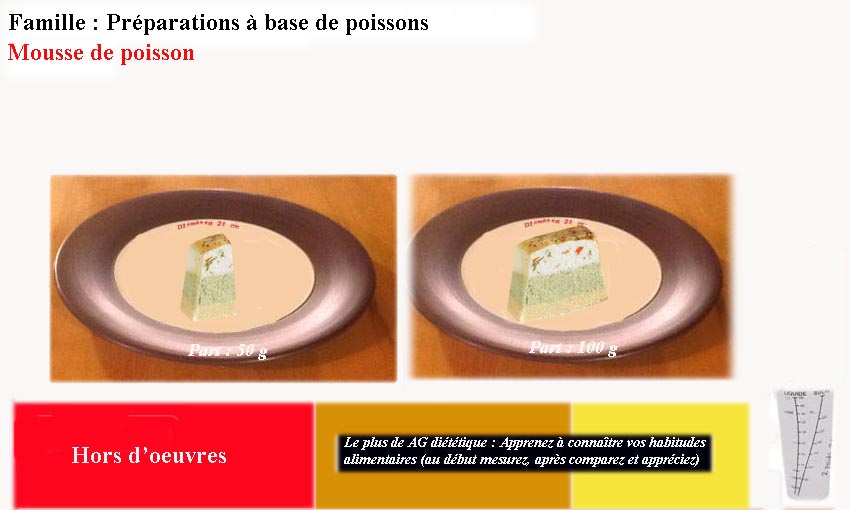 Famille : Préparations à base de poissons
Mousse de poisson
Diamètre 21 cm
Diamètre 21 cm
Part : 50 g
Part : 100 g
Hors d’oeuvres
Le plus de AG diététique : Apprenez à connaître vos habitudes
alimentaires (au début mesurez, après comparez et appréciez)
LIQUIDE